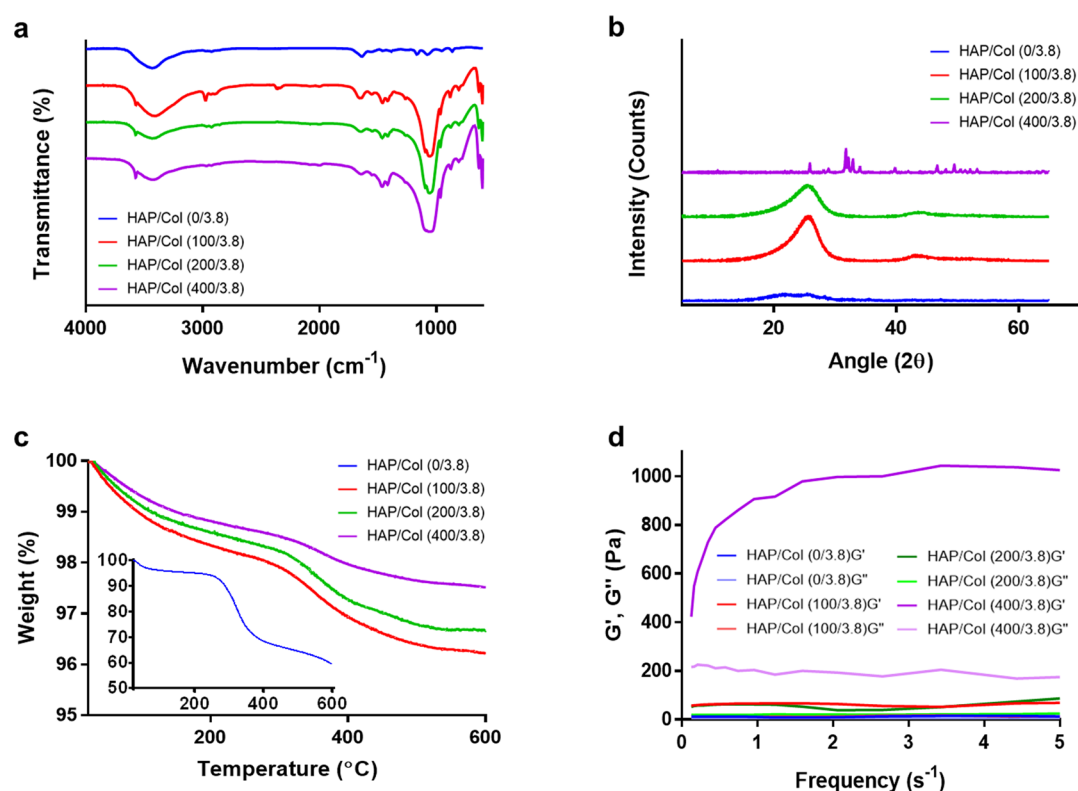 a
Transmittance (%)
HAP/Col (0/3.8)
HAP/Col (100/3.8)
HAP/Col (200/3.8)
HAP/Col (400/3.8)
4000 3000 2000 1000
Wavenumber (cm⁻¹)
b
Intensity (Counts)
HAP/Col (0/3.8)
HAP/Col (100/3.8)
HAP/Col (200/3.8)
HAP/Col (400/3.8)
20 40 60
Angle (2θ)
c
Weight (%)
100
99
98
97
96
95
HAP/Col (0/3.8)
HAP/Col (100/3.8)
HAP/Col (200/3.8)
HAP/Col (400/3.8)
100
90
80
70
60
50
200 400 600
200 400 600
Temperature (°C)
d
G', G" (Pa)
1000
800
600
400
200
0
HAP/Col (0/3.8)G'
HAP/Col (0/3.8)G"
HAP/Col (100/3.8)G'
HAP/Col (100/3.8)G"
HAP/Col (200/3.8)G'
HAP/Col (200/3.8)G"
HAP/Col (400/3.8)G'
HAP/Col (400/3.8)G"
0 1 2 3 4 5
Frequency (s⁻¹)